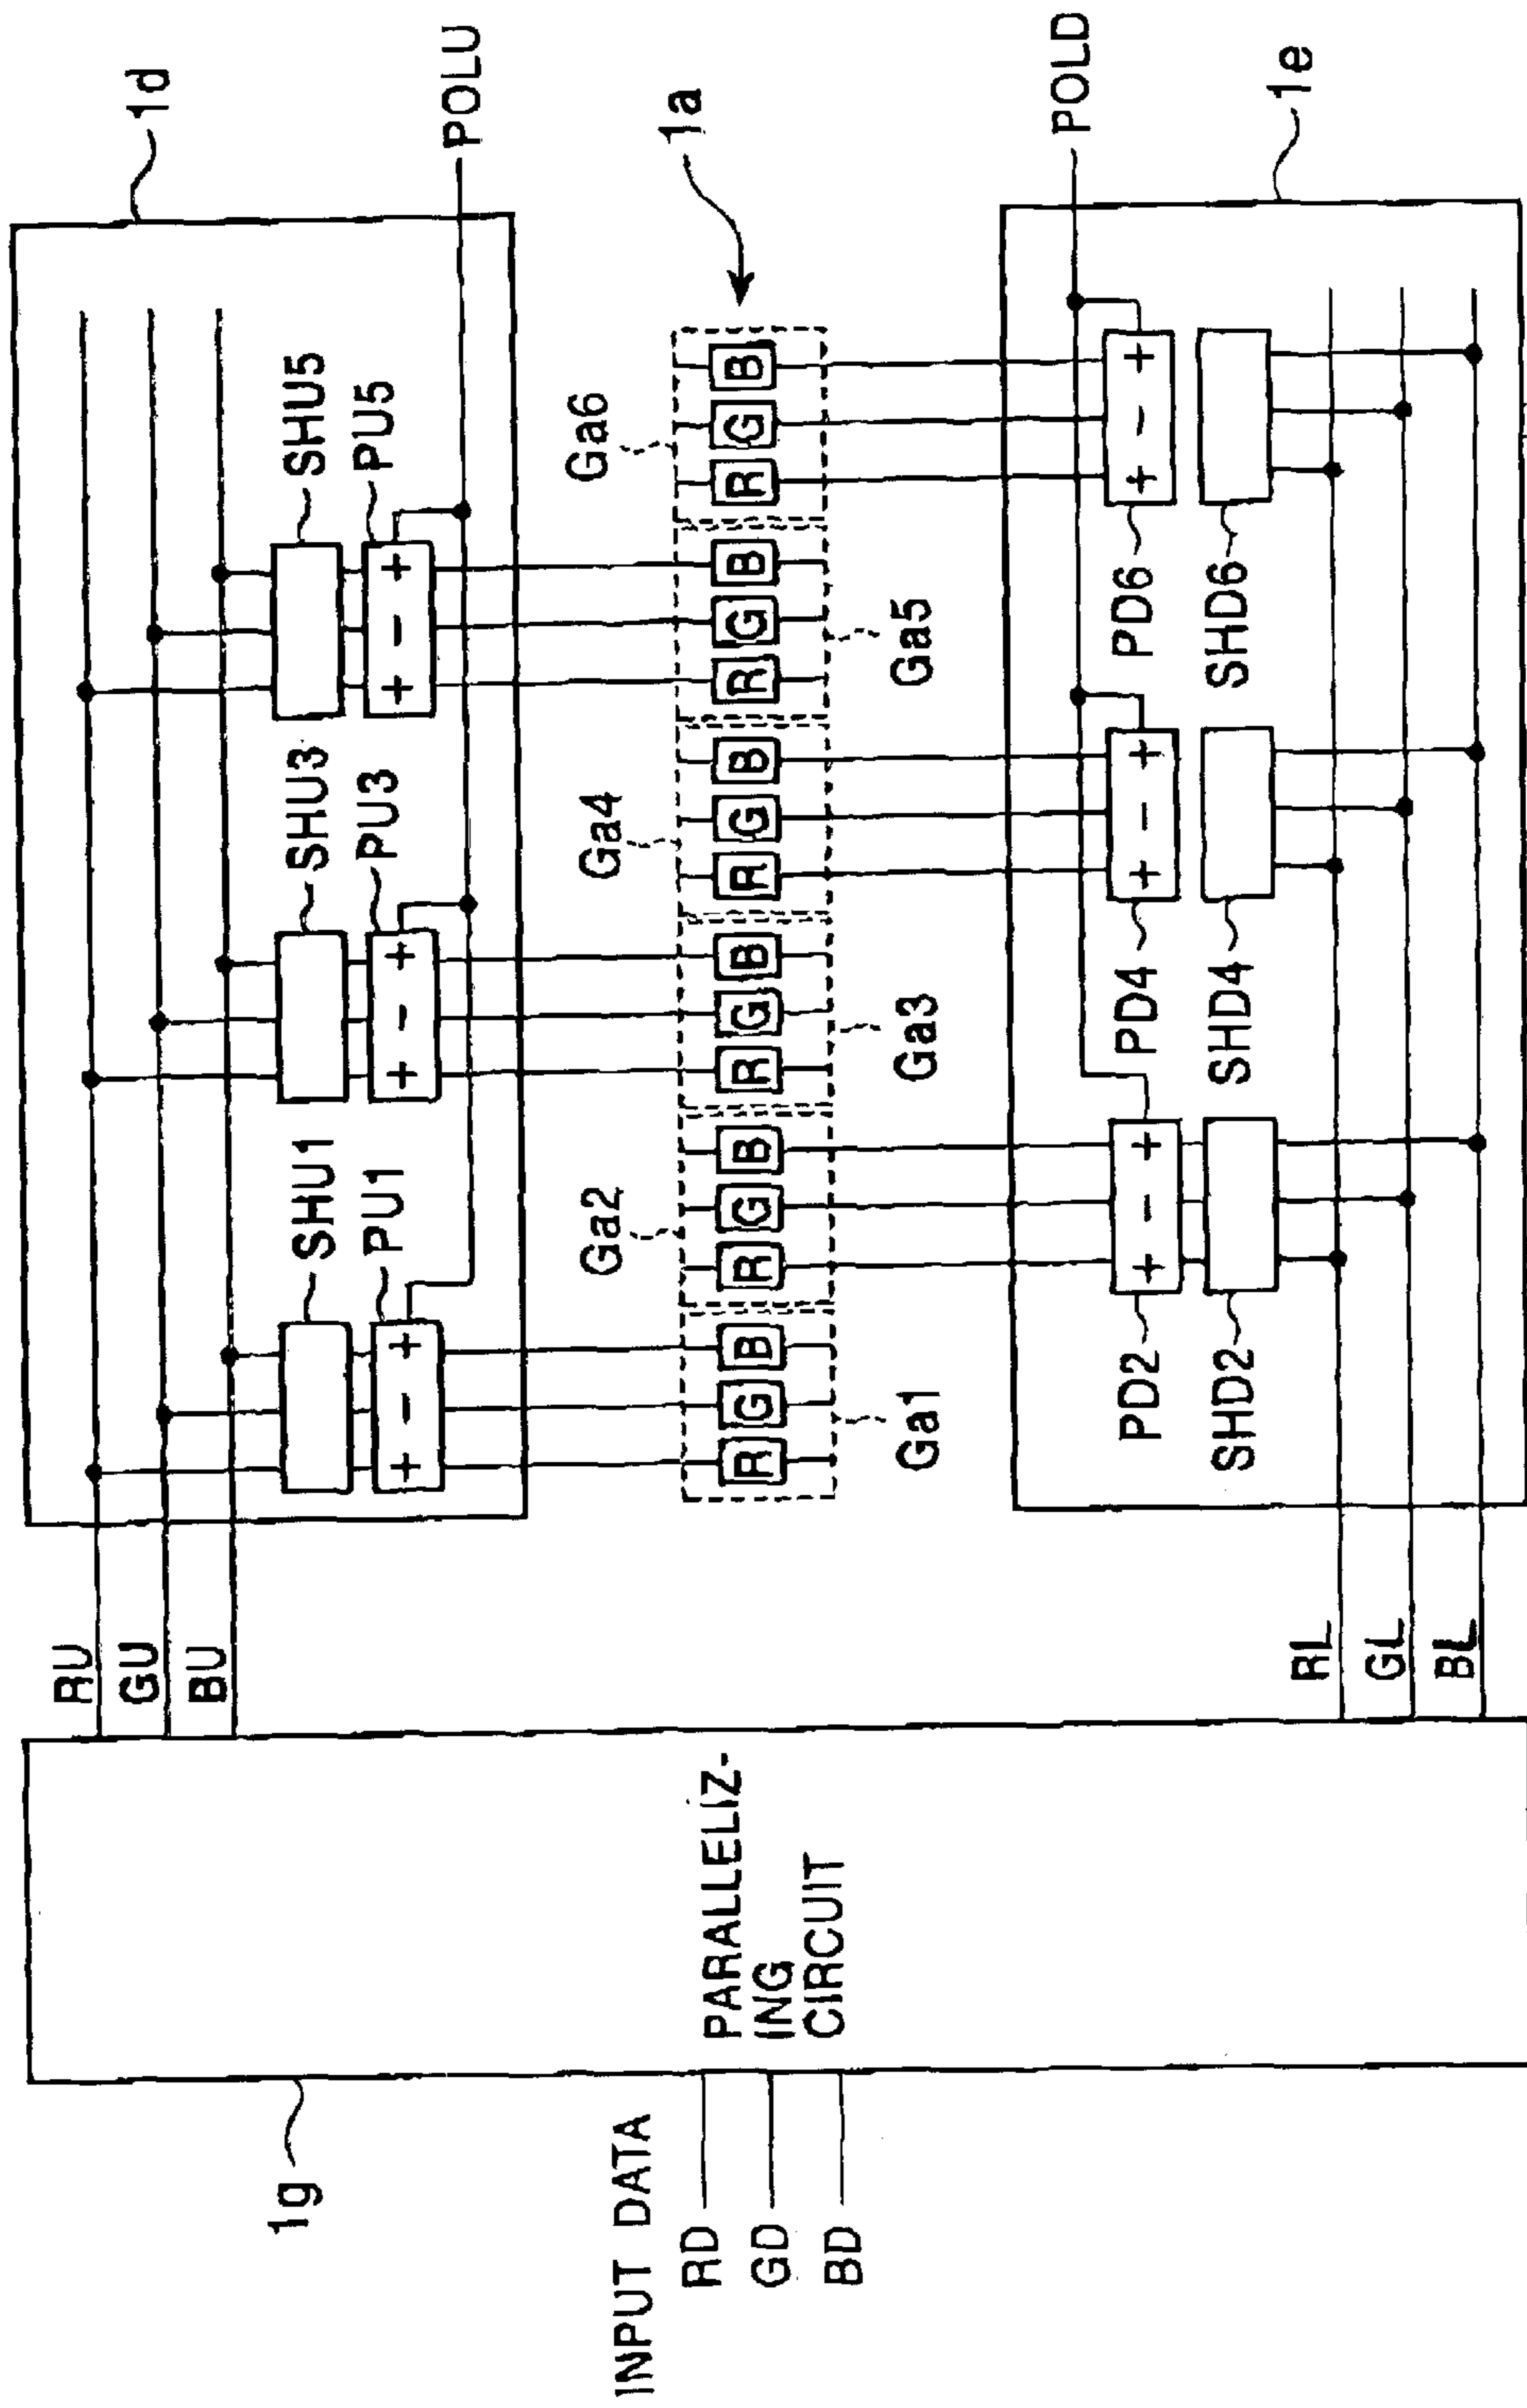 1g
INPUT DATA
RD
GD
BD
PARALLELIZ-
ING
CIRCUIT
RU
GU
BU
1d
SHU1
PU1
+ - +
SHU3
PU3
+ - +
SHU5
PU5
+ - +
POLU
1a
Ga2
Ga4
Ga6
R G B R G B R G B R G B R G B R G B
Ga1
Ga3
Ga5
POLD
+ - +
+ - +
+ - +
PD2
SHD2
PD4
SHD4
PD6
SHD6
1e
RL
GL
BL